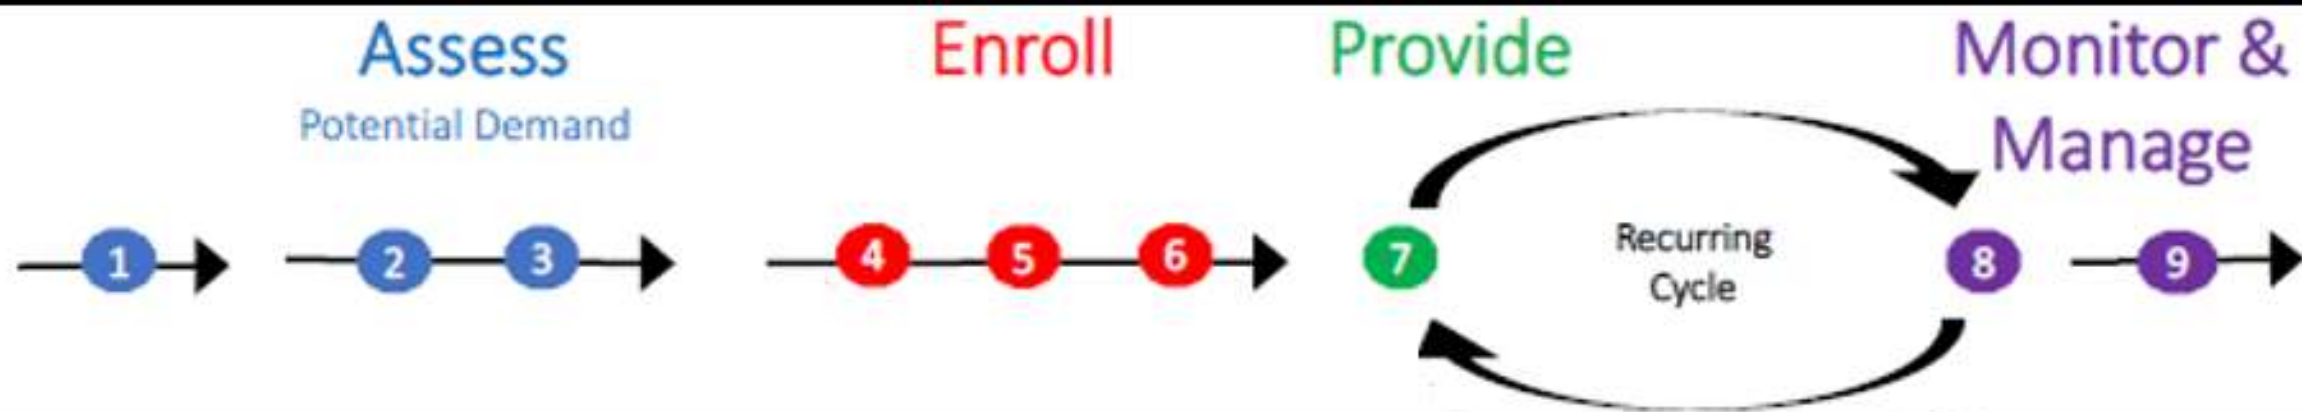 Assess
Potential Demand
Enroll
Provide
Monitor &
Manage
1
2
3
4
5
6
7
Recurring
Cycle
8
9